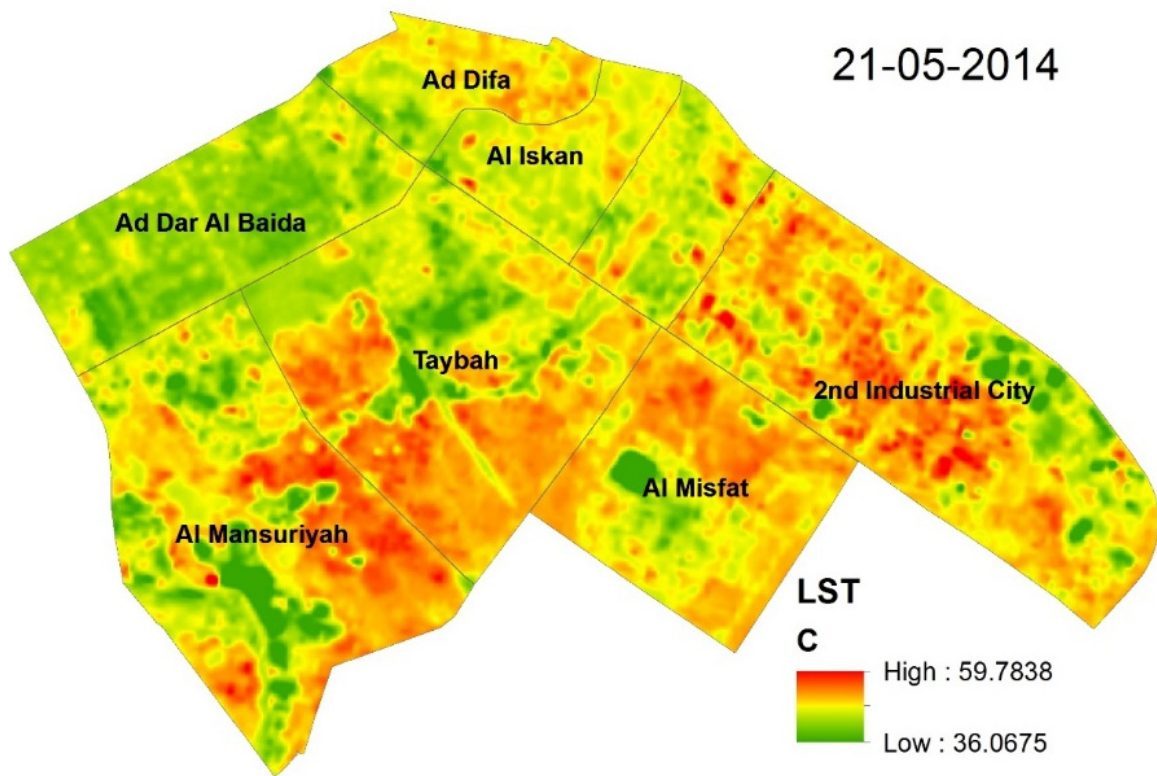 21-05-2014
Ad Difa
Al Iskan
Ad Dar Al Baida
Taybah
2nd Industrial City
Al Misfat
Al Mansuriyah
LST
C
High : 59.7838
Low : 36.0675